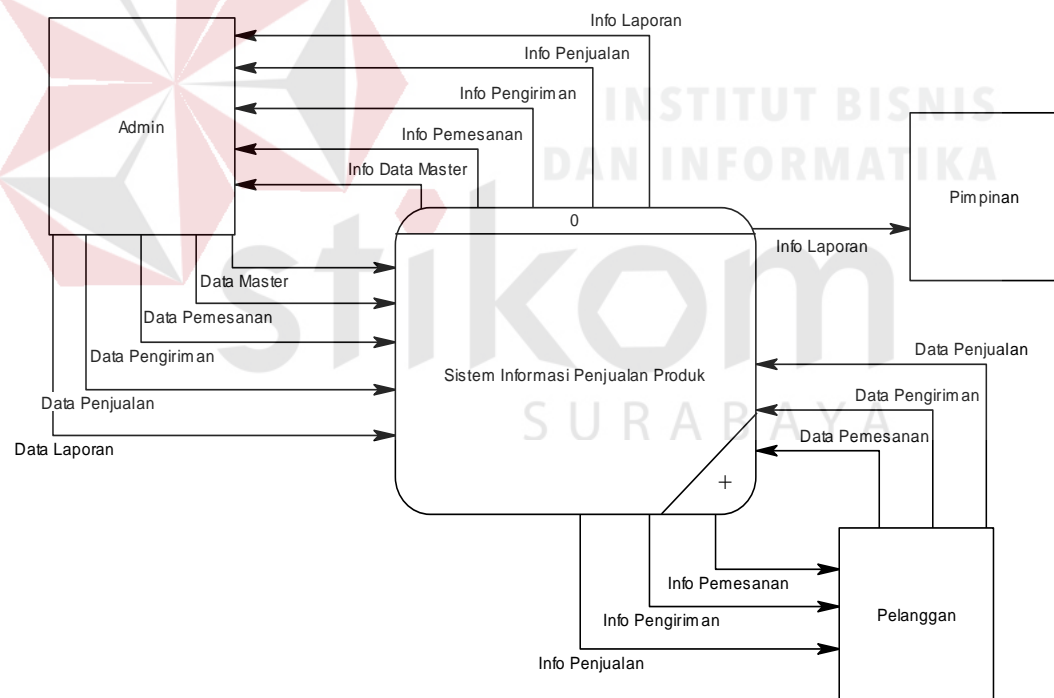 Info Laporan
Info Penjualan
Info Pengiriman
Info Pemesanan
Info Data Master
Admin
INSTITUT BISNIS
DAN INFORMATIKA
Pimpinan
0
Info Laporan
Data Master
Data Pemesanan
Data Pengiriman
Data Penjualan
Data Laporan
stikom
SURABAYA
Sistem Informasi Penjualan Produk
Data Penjualan
Data Pengiriman
Data Pemesanan
+
Info Pemesanan
Info Pengiriman
Info Penjualan
Pelanggan